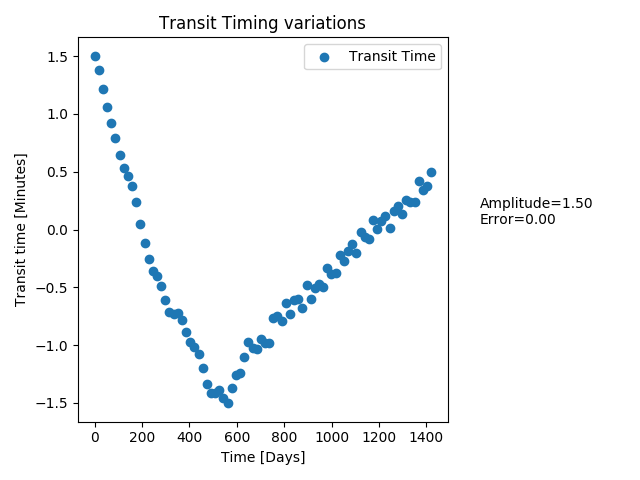 Transit Timing variations
Transit Time
1.5
1.0
0.5
0.0
−0.5
−1.0
−1.5
Transit time [Minutes]
Amplitude=1.50
Error=0.00
0 200 400 600 800 1000 1200 1400
Time [Days]